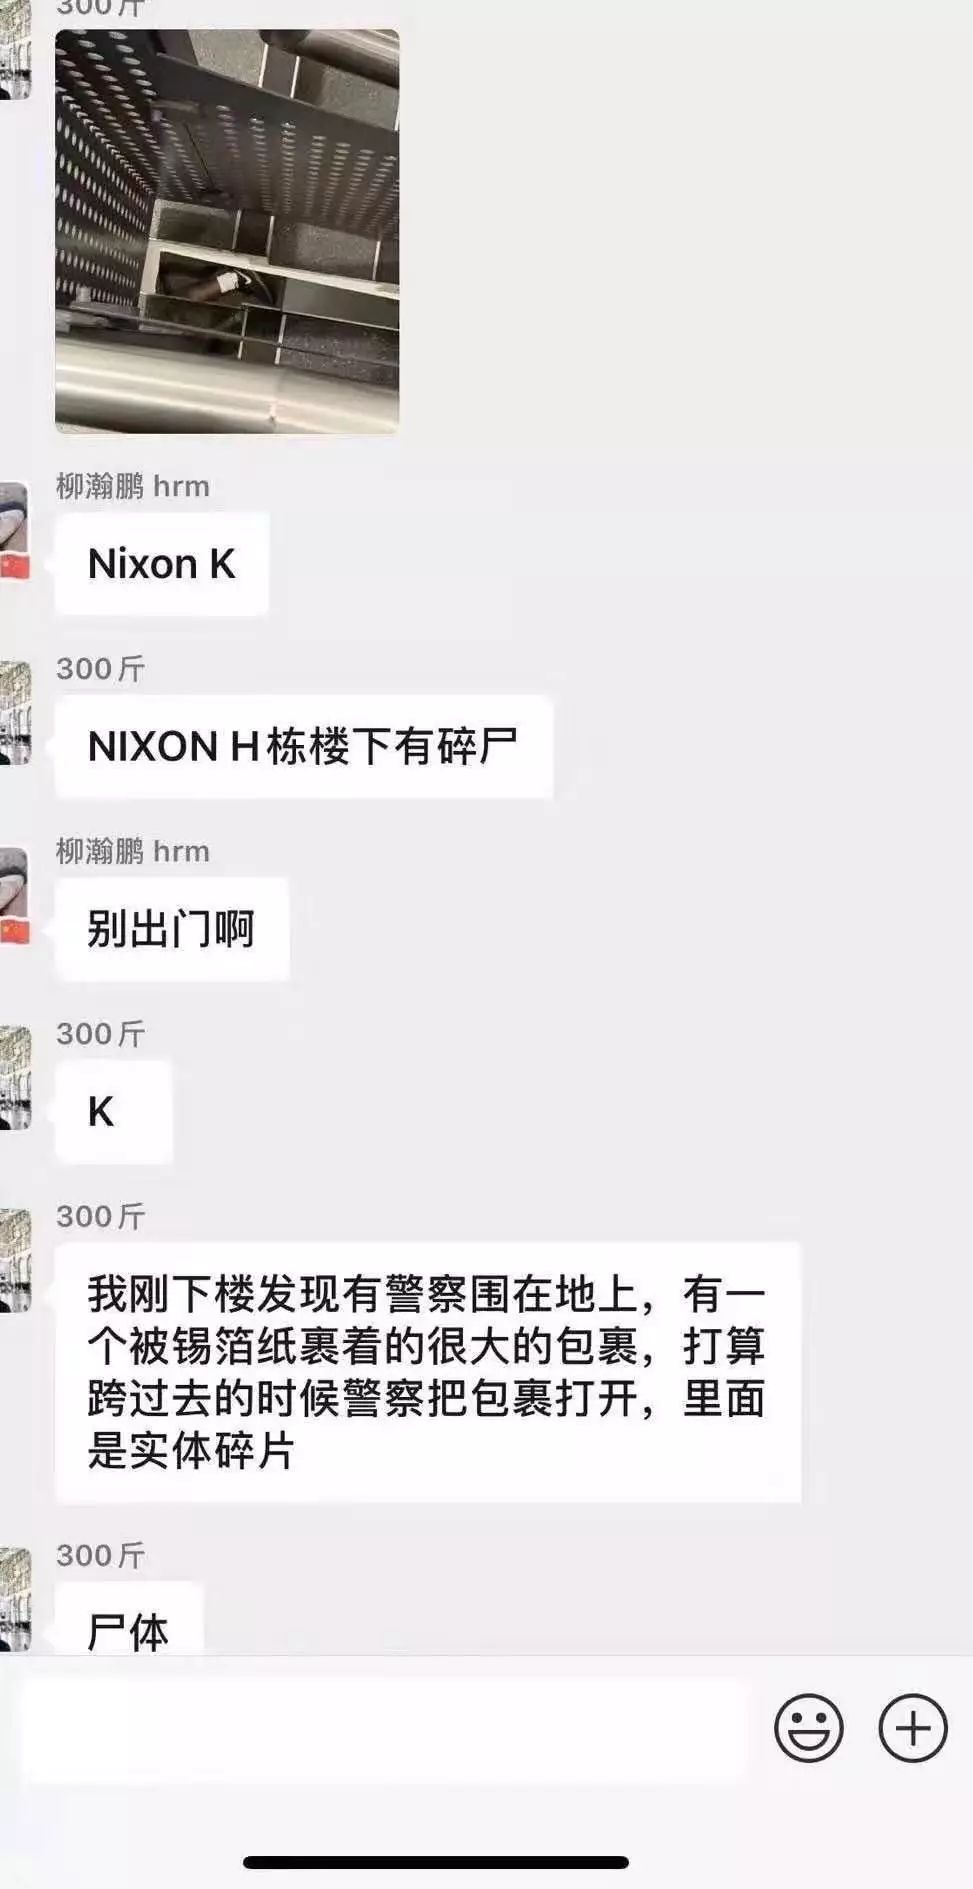 300斤
柳瀚鹏 hrm
Nixon K
300斤
NIXON H栋楼下有碎尸
柳瀚鹏 hrm
别出门啊
300斤
K
300斤
我刚下楼发现有警察围在地上，有一
个被锡箔纸裹着的很大的包裹，打算
跨过去的时候警察把包裹打开，里面
是实体碎片
300斤
尸体